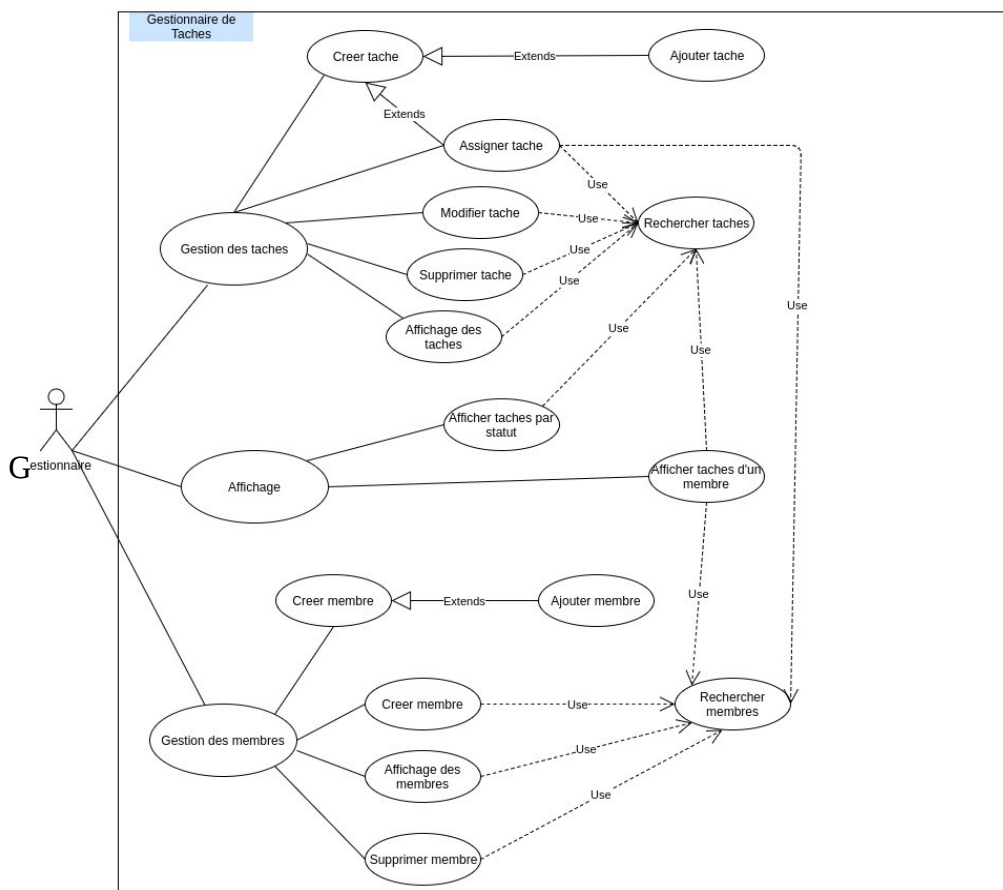 Gestionnaire de
Taches
Creer tache
Extends
Ajouter tache
Extends
Assigner tache
Use
Modifier tache
Use
Rechercher taches
Gestion des taches
Supprimer tache
Use
Use
Affichage des
taches
Use
Use
Use
Afficher taches par
statut
Gestionnaire
Affichage
Afficher taches d'un
membre
Creer membre
Extends
Ajouter membre
Use
Creer membre
Use
Rechercher
membres
Gestion des membres
Affichage des
membres
Use
Use
Supprimer membre